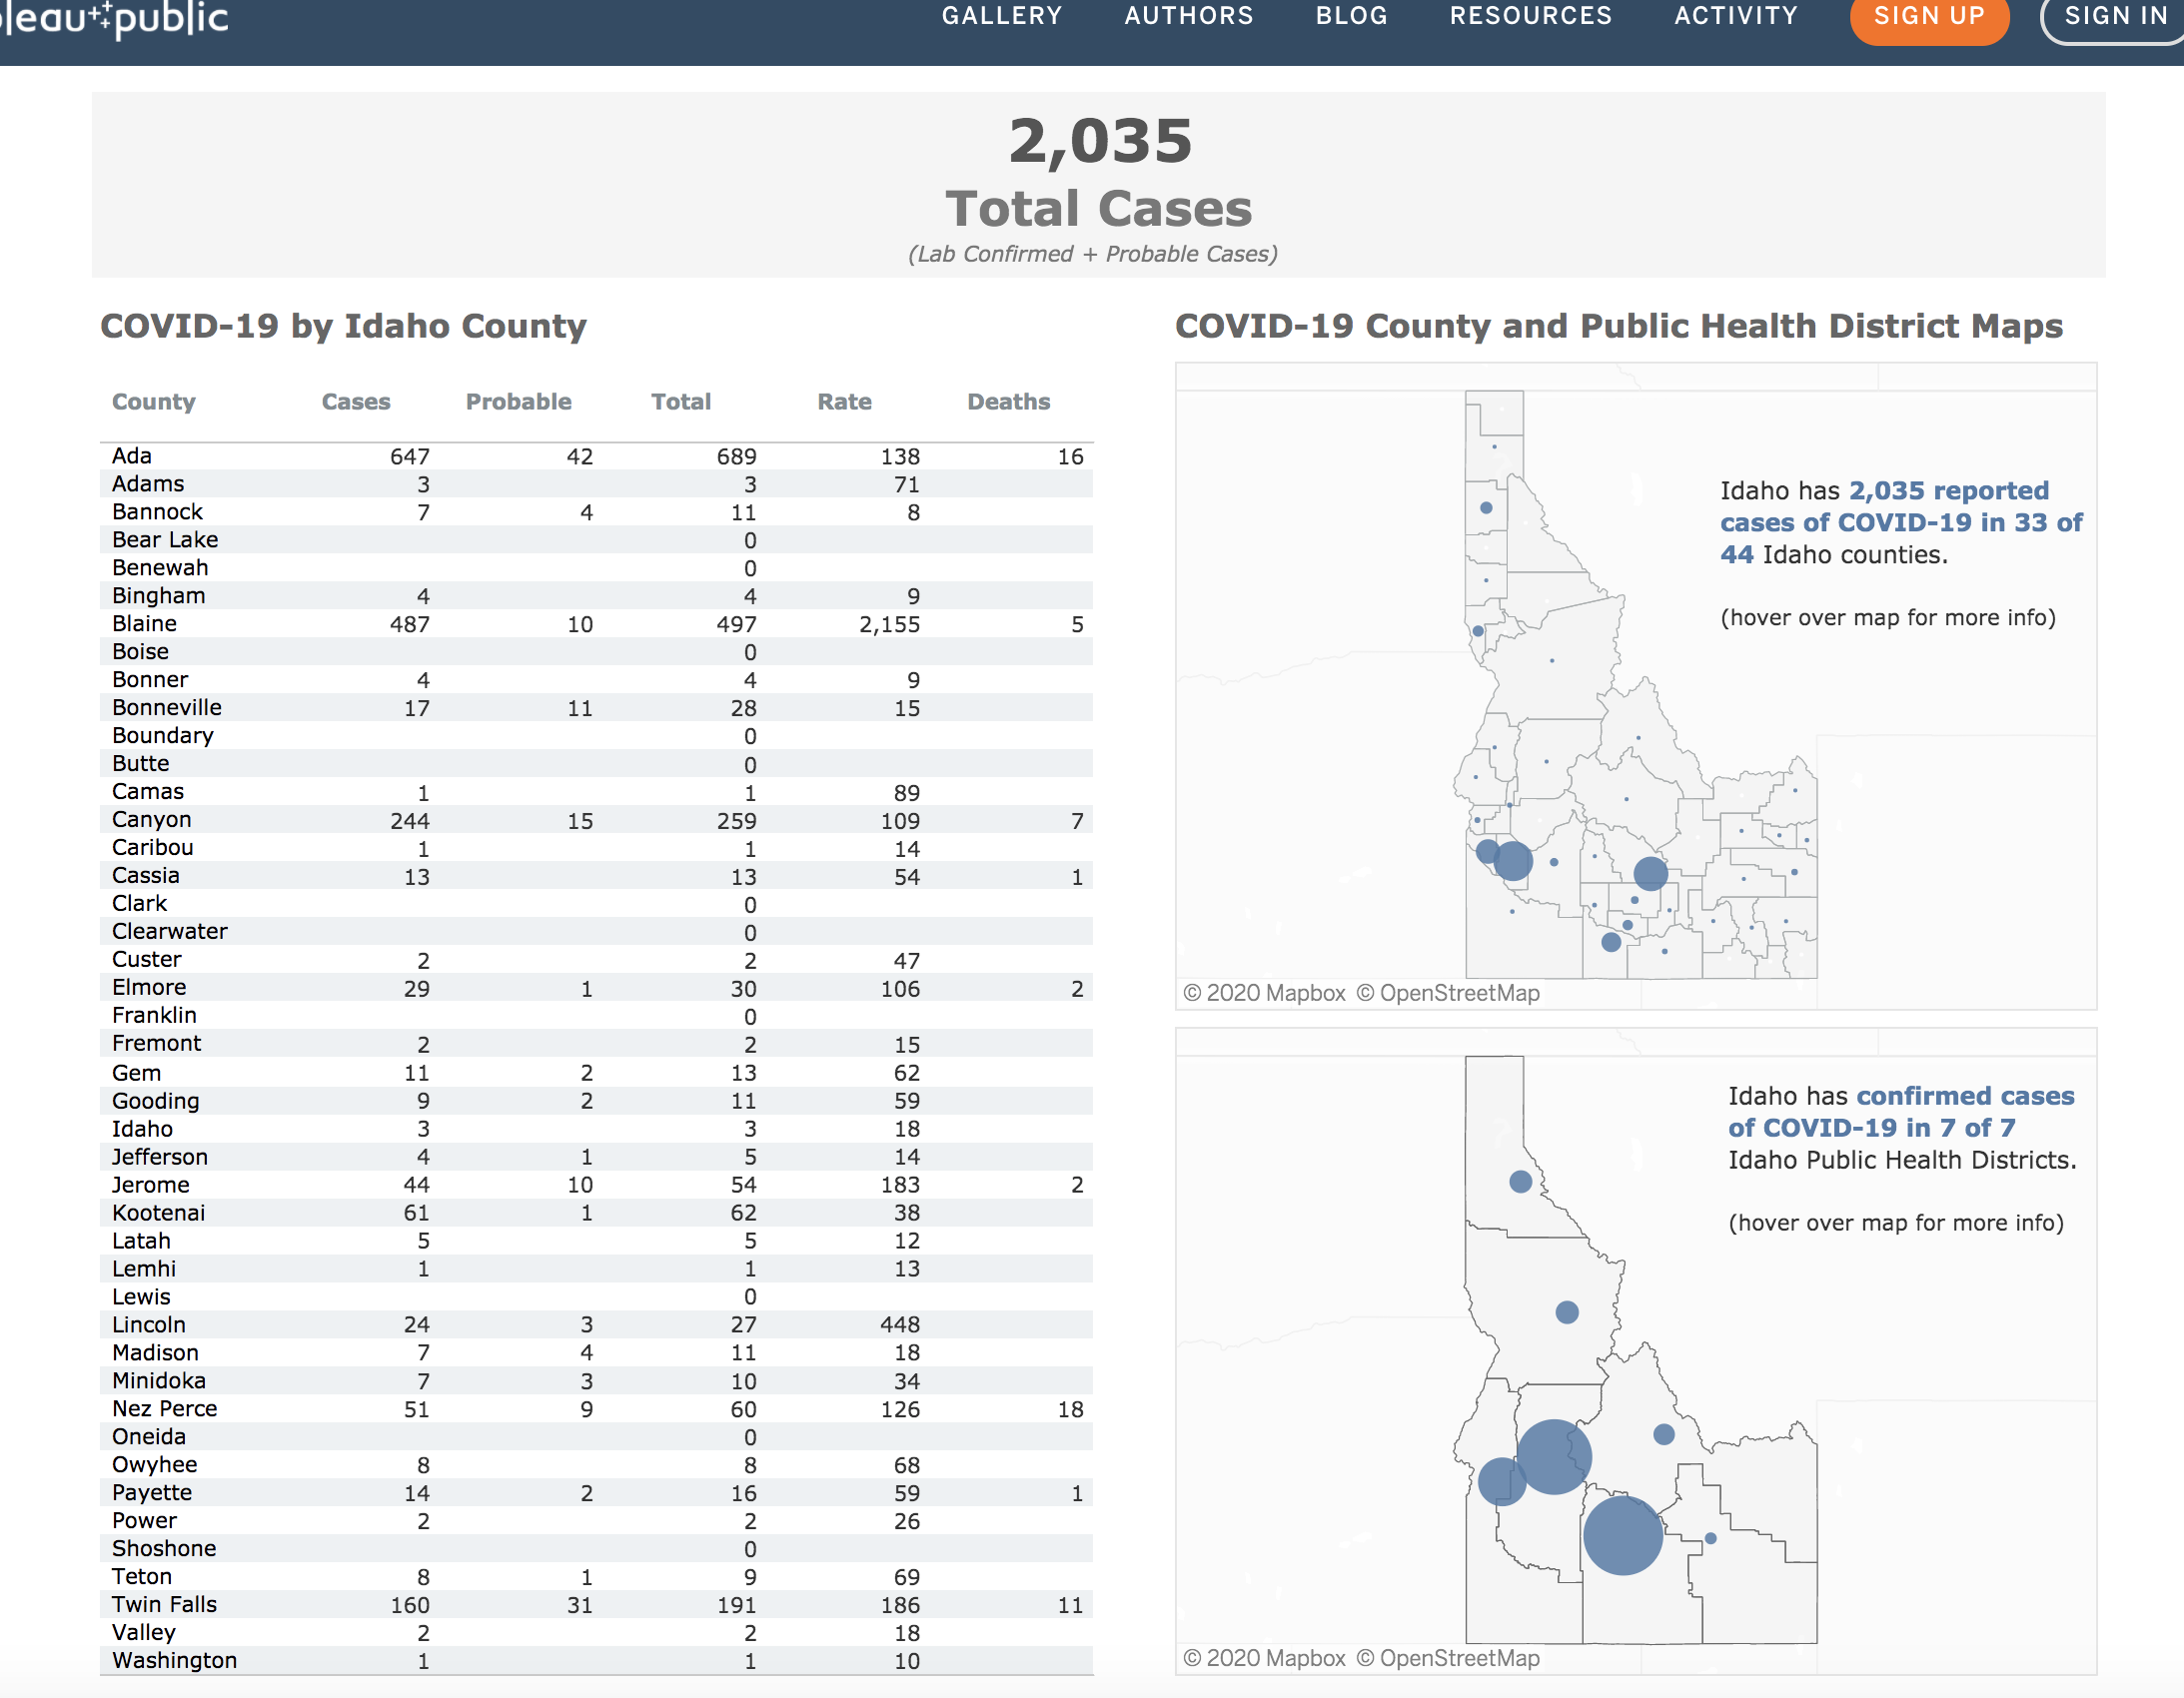 leau public
GALLERY AUTHORS BLOG RESOURCES ACTIVITY SIGN UP SIGN IN
2,035
Total Cases
(Lab Confirmed + Probable Cases)
COVID-19 by Idaho County
County Cases Probable Total Rate Deaths
Ada 647 42 689 138 16
Adams 3 3 71
Bannock 7 4 11 8
Bear Lake 0
Benewah 0
Bingham 4 4 9
Blaine 487 10 497 2,155 5
Boise 0
Bonner 4 4 9
Bonneville 17 11 28 15
Boundary 0
Butte 0
Camas 1 1 89
Canyon 244 15 259 109 7
Caribou 1 1 14
Cassia 13 13 54 1
Clark 0
Clearwater 0
Custer 2 2 47
Elmore 29 1 30 106 2
Franklin 0
Fremont 2 2 15
Gem 11 2 13 62
Gooding 9 2 11 59
Idaho 3 3 18
Jefferson 4 1 5 14
Jerome 44 10 54 183 2
Kootenai 61 1 62 38
Latah 5 5 12
Lemhi 1 1 13
Lewis 0
Lincoln 24 3 27 448
Madison 7 4 11 18
Minidoka 7 3 10 34
Nez Perce 51 9 60 126 18
Oneida 0
Owyhee 8 8 68
Payette 14 2 16 59 1
Power 2 2 26
Shoshone 0
Teton 8 1 9 69
Twin Falls 160 31 191 186 11
Valley 2 2 18
Washington 1 1 10
COVID-19 County and Public Health District Maps
Idaho has 2,035 reported
cases of COVID-19 in 33 of
44 Idaho counties.
(hover over map for more info)
© 2020 Mapbox © OpenStreetMap
Idaho has confirmed cases
of COVID-19 in 7 of 7
Idaho Public Health Districts.
(hover over map for more info)
© 2020 Mapbox © OpenStreetMap